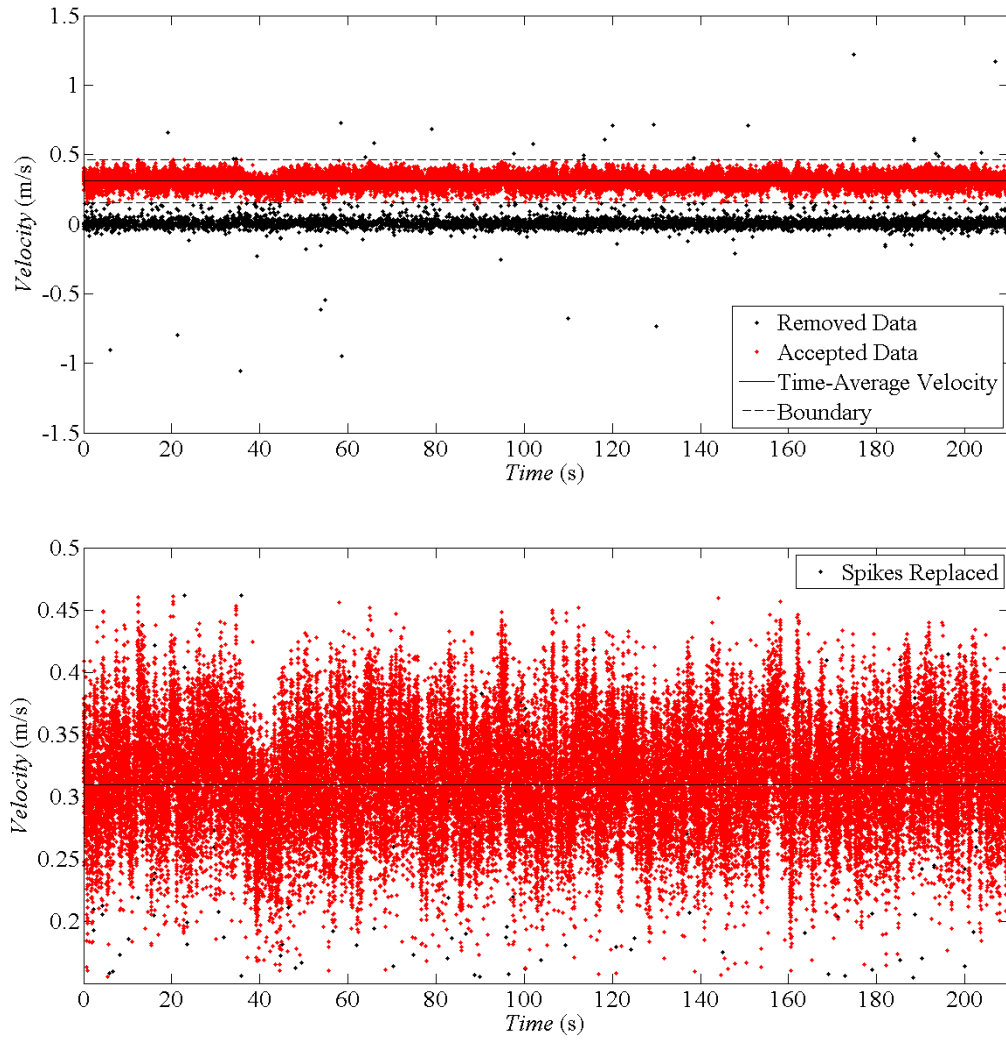 1.5
1
0.5
0
-0.5
-1
-1.5
Velocity (m/s)
Removed Data
Accepted Data
Time-Average Velocity
Boundary
0 20 40 60 80 100 120 140 160 180 200
Time (s)
0.5
0.45
0.4
0.35
0.3
0.25
0.2
Velocity (m/s)
Spikes Replaced
0 20 40 60 80 100 120 140 160 180 200
Time (s)